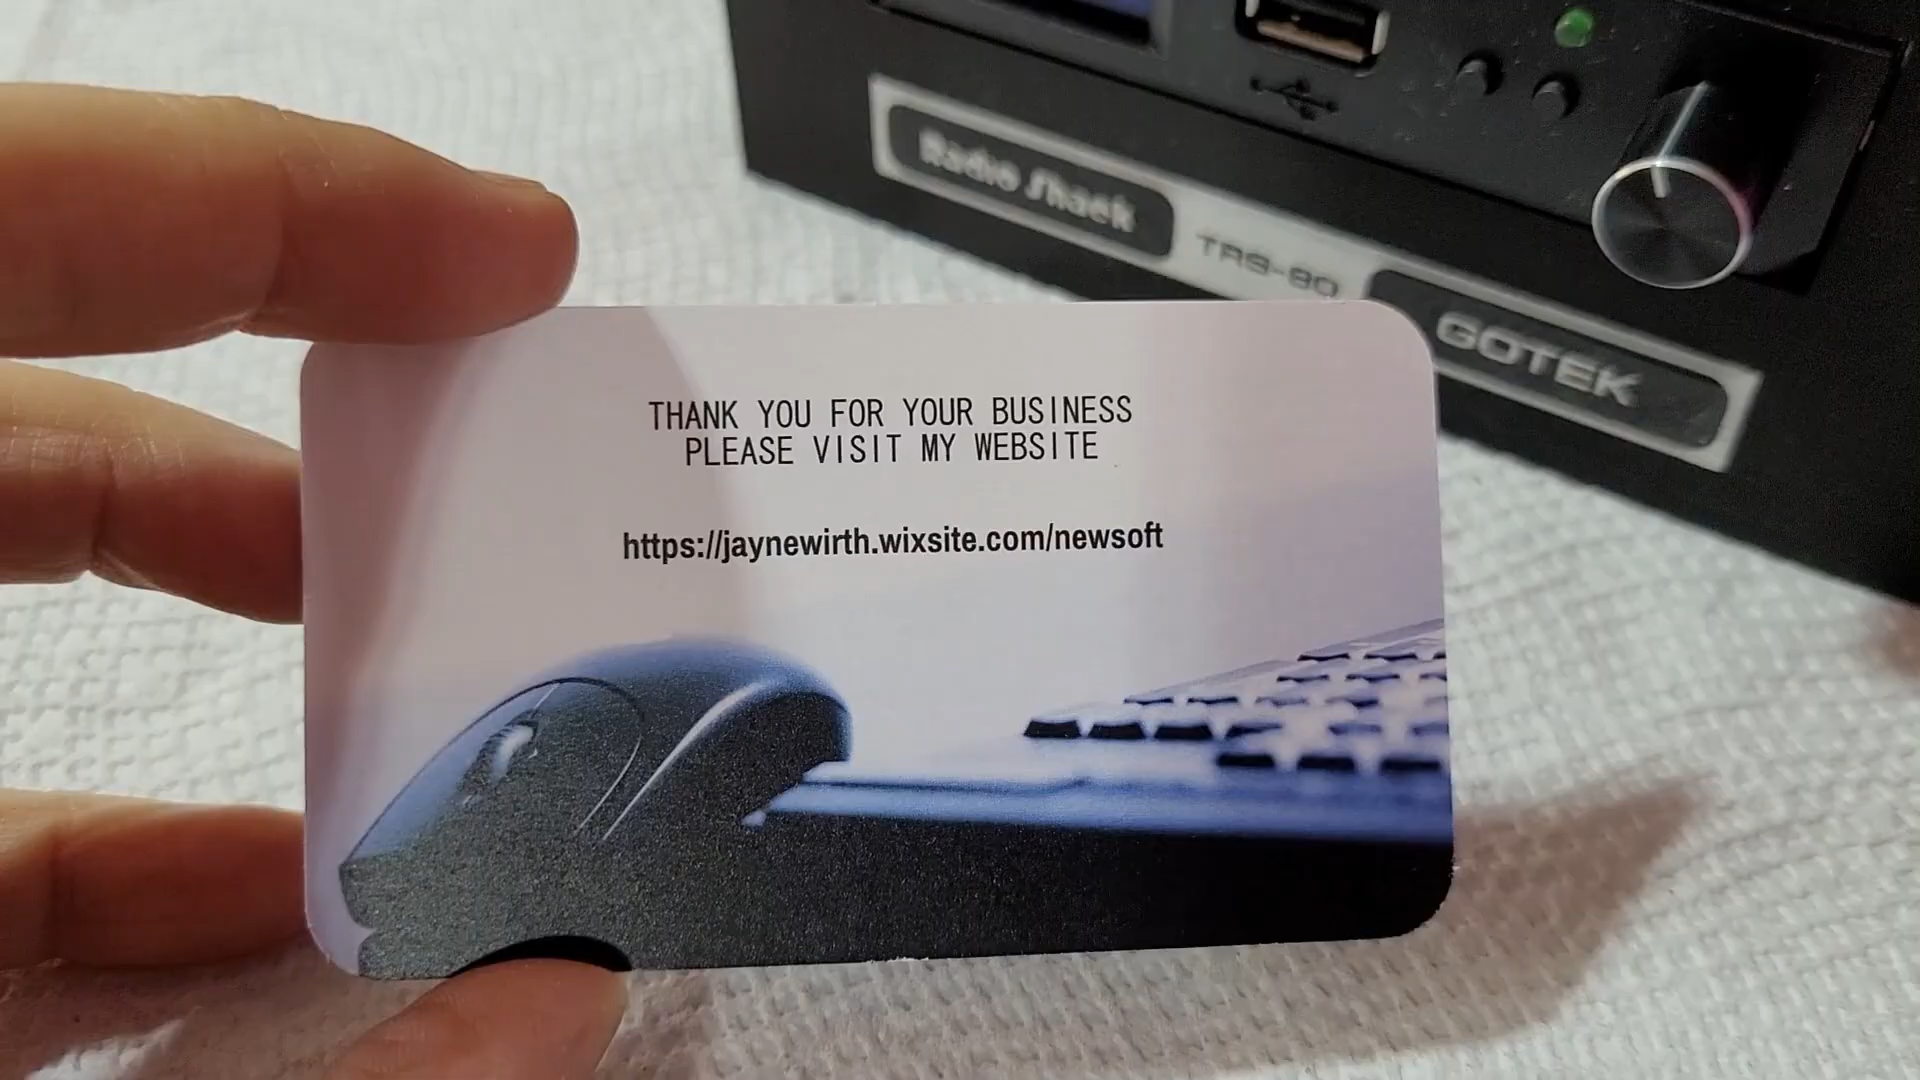 Radio Shack
TRS-80
GOTEK
THANK YOU FOR YOUR BUSINESS
PLEASE VISIT MY WEBSITE
https://jaynewirth.wixsite.com/newsoft